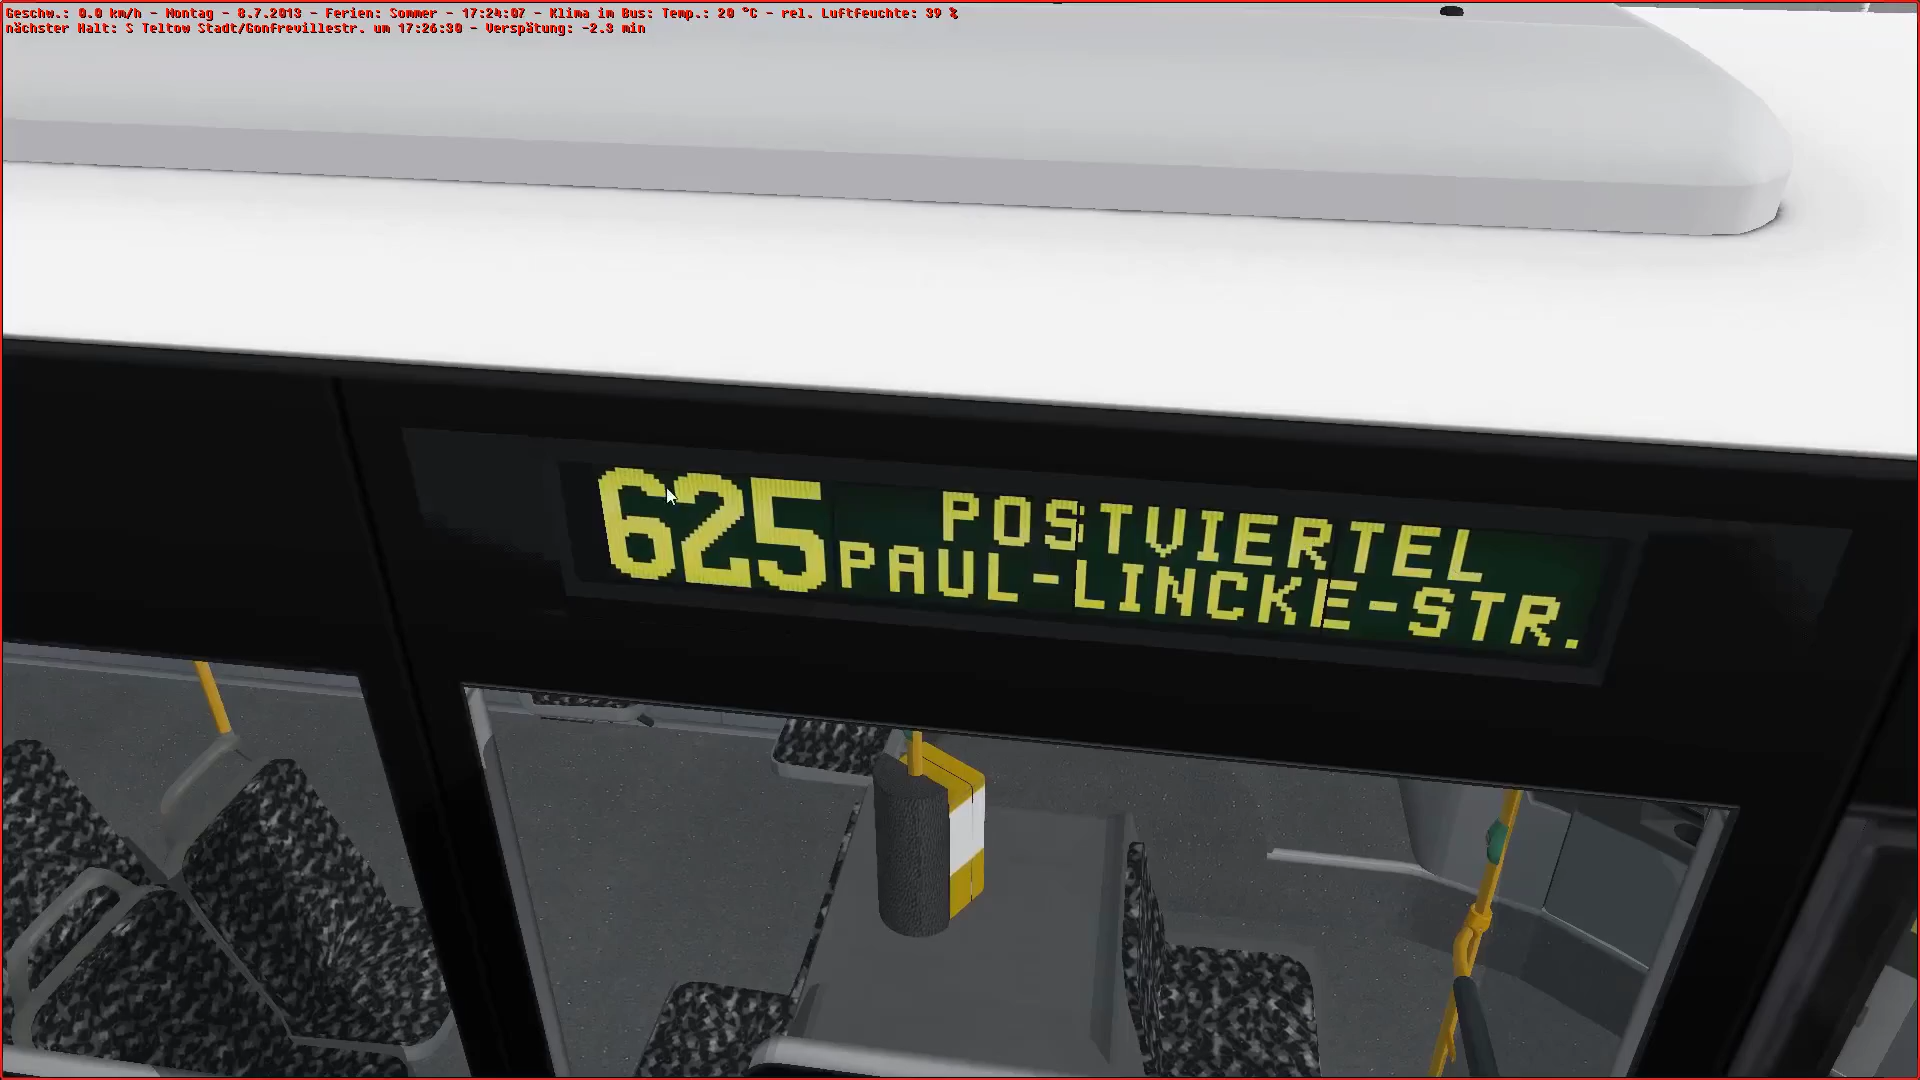 Geschw.: 0.0 km/h - Montag - 8.7.2013 - Ferien: Sommer - 17:24:07 - Klima im Bus: Temp.: 20 °C - rel. Luftfeuchte: 39 %
nächster Halt: S Teltow Stadt/Gonfrevillestr. um 17:26:30 - Verspätung: -2.3 min
625 POSTVIERTEL
PAUL-LINCKE-STR.